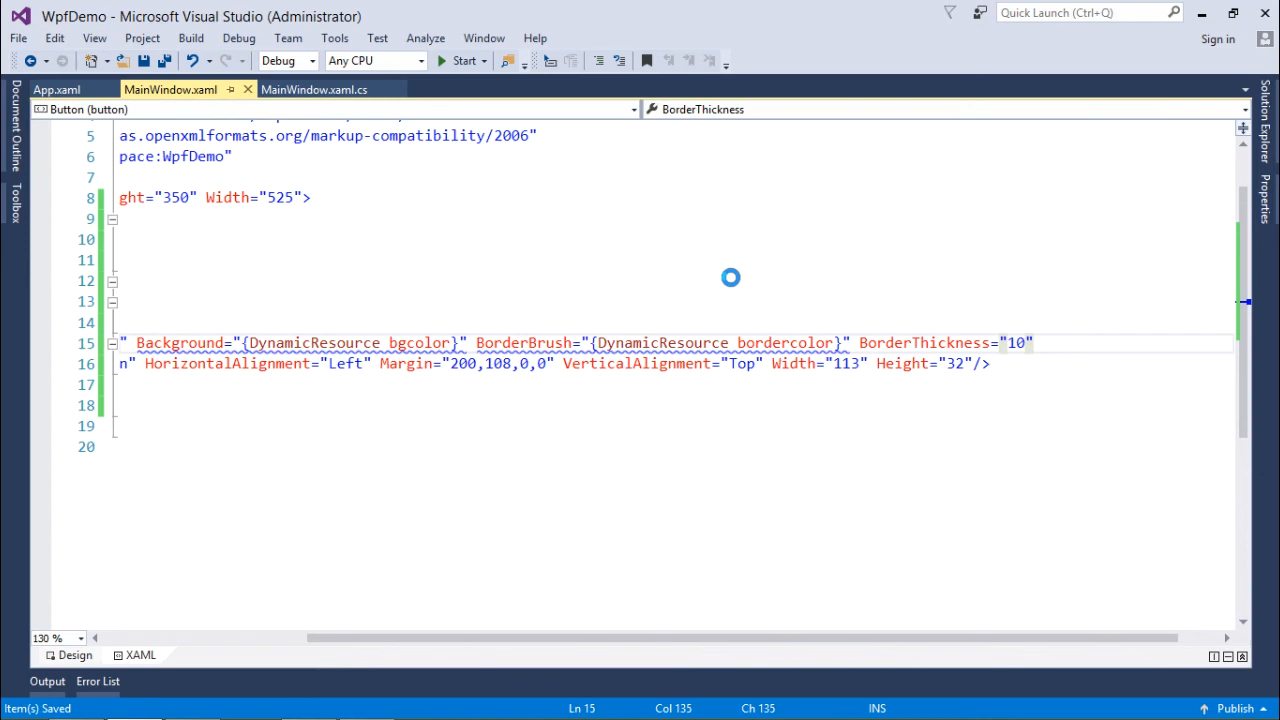 WpfDemo - Microsoft Visual Studio (Administrator)
Quick Launch (Ctrl+Q)
File Edit View Project Build Debug Team Tools Test Analyze Window Help
Sign in
Debug Any CPU Start
App.xaml MainWindow.xaml MainWindow.xaml.cs
Button (button) BorderThickness
Document Outline
Toolbox
Solution Explorer
Properties
5 as.openxmlformats.org/markup-compatibility/2006"
6 pace:WpfDemo"
7
8 ght="350" Width="525">
9
10
11
12
13
14
15 " Background="{DynamicResource bgcolor}" BorderBrush="{DynamicResource bordercolor}" BorderThickness="10"
16 n" HorizontalAlignment="Left" Margin="200,108,0,0" VerticalAlignment="Top" Width="113" Height="32"/>
17
18
19
20
130 %
Design XAML
Output Error List
Item(s) Saved Ln 15 Col 135 Ch 135 INS Publish